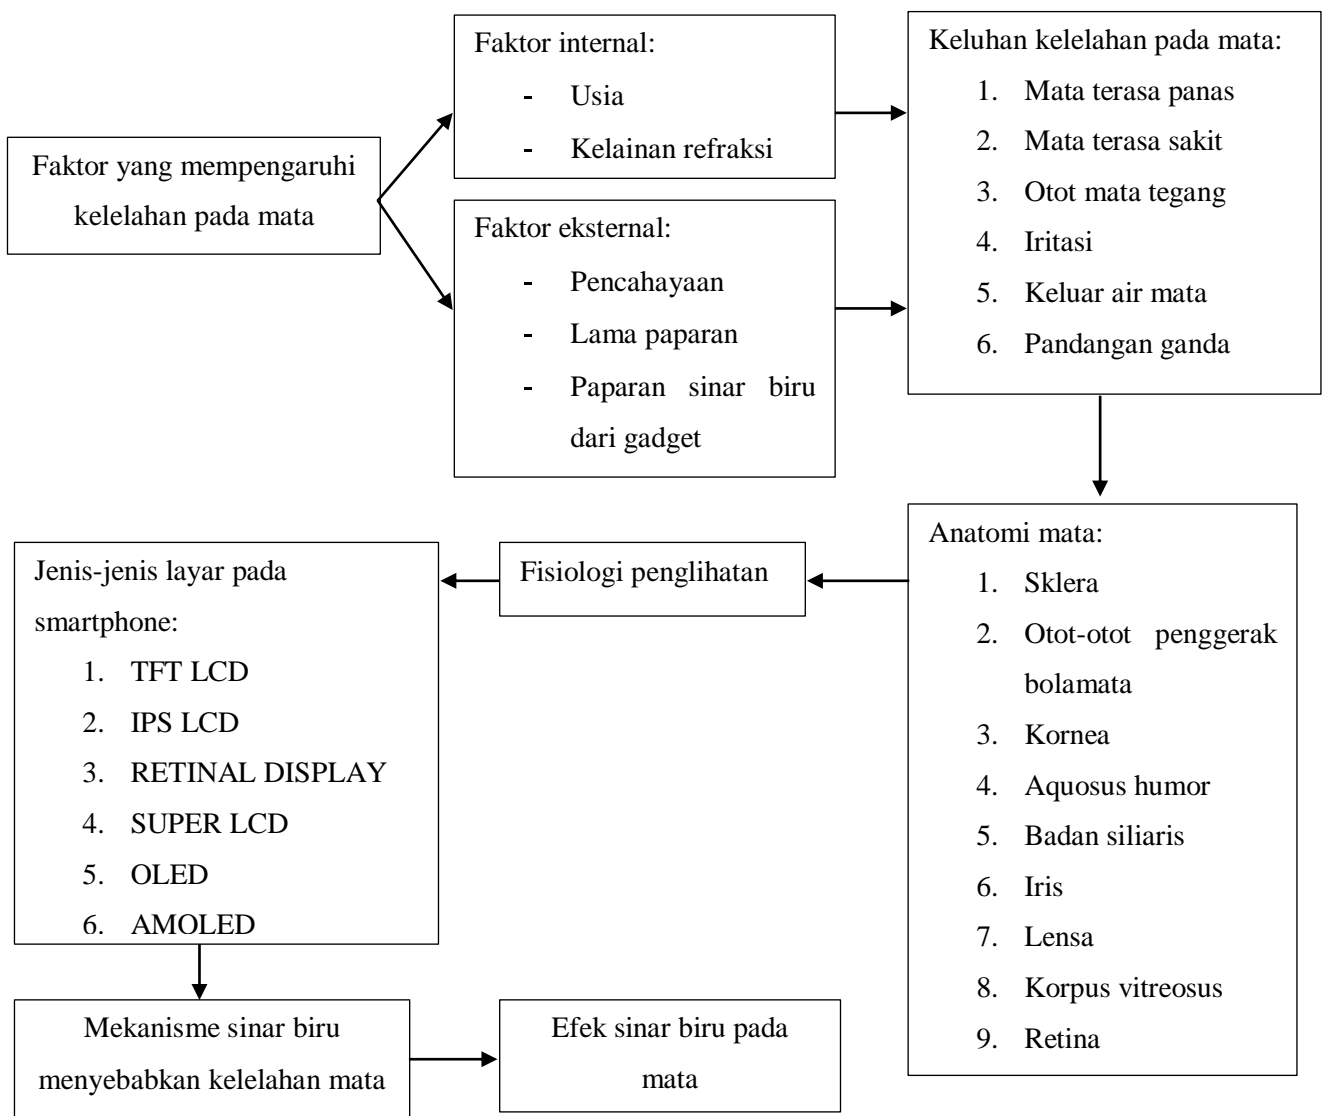 Faktor yang mempengaruhi
kelelahan pada mata
Faktor internal:
- Usia
- Kelainan refraksi
Faktor eksternal:
- Pencahayaan
- Lama paparan
- Paparan sinar biru
dari gadget
Keluhan kelelahan pada mata:
1. Mata terasa panas
2. Mata terasa sakit
3. Otot mata tegang
4. Iritasi
5. Keluar air mata
6. Pandangan ganda
Anatomi mata:
1. Sklera
2. Otot-otot penggerak
bolamata
3. Kornea
4. Aquosus humor
5. Badan siliaris
6. Iris
7. Lensa
8. Korpus vitreosus
9. Retina
Fisiologi penglihatan
Jenis-jenis layar pada
smartphone:
1. TFT LCD
2. IPS LCD
3. RETINAL DISPLAY
4. SUPER LCD
5. OLED
6. AMOLED
Mekanisme sinar biru
menyebabkan kelelahan mata
Efek sinar biru pada
mata